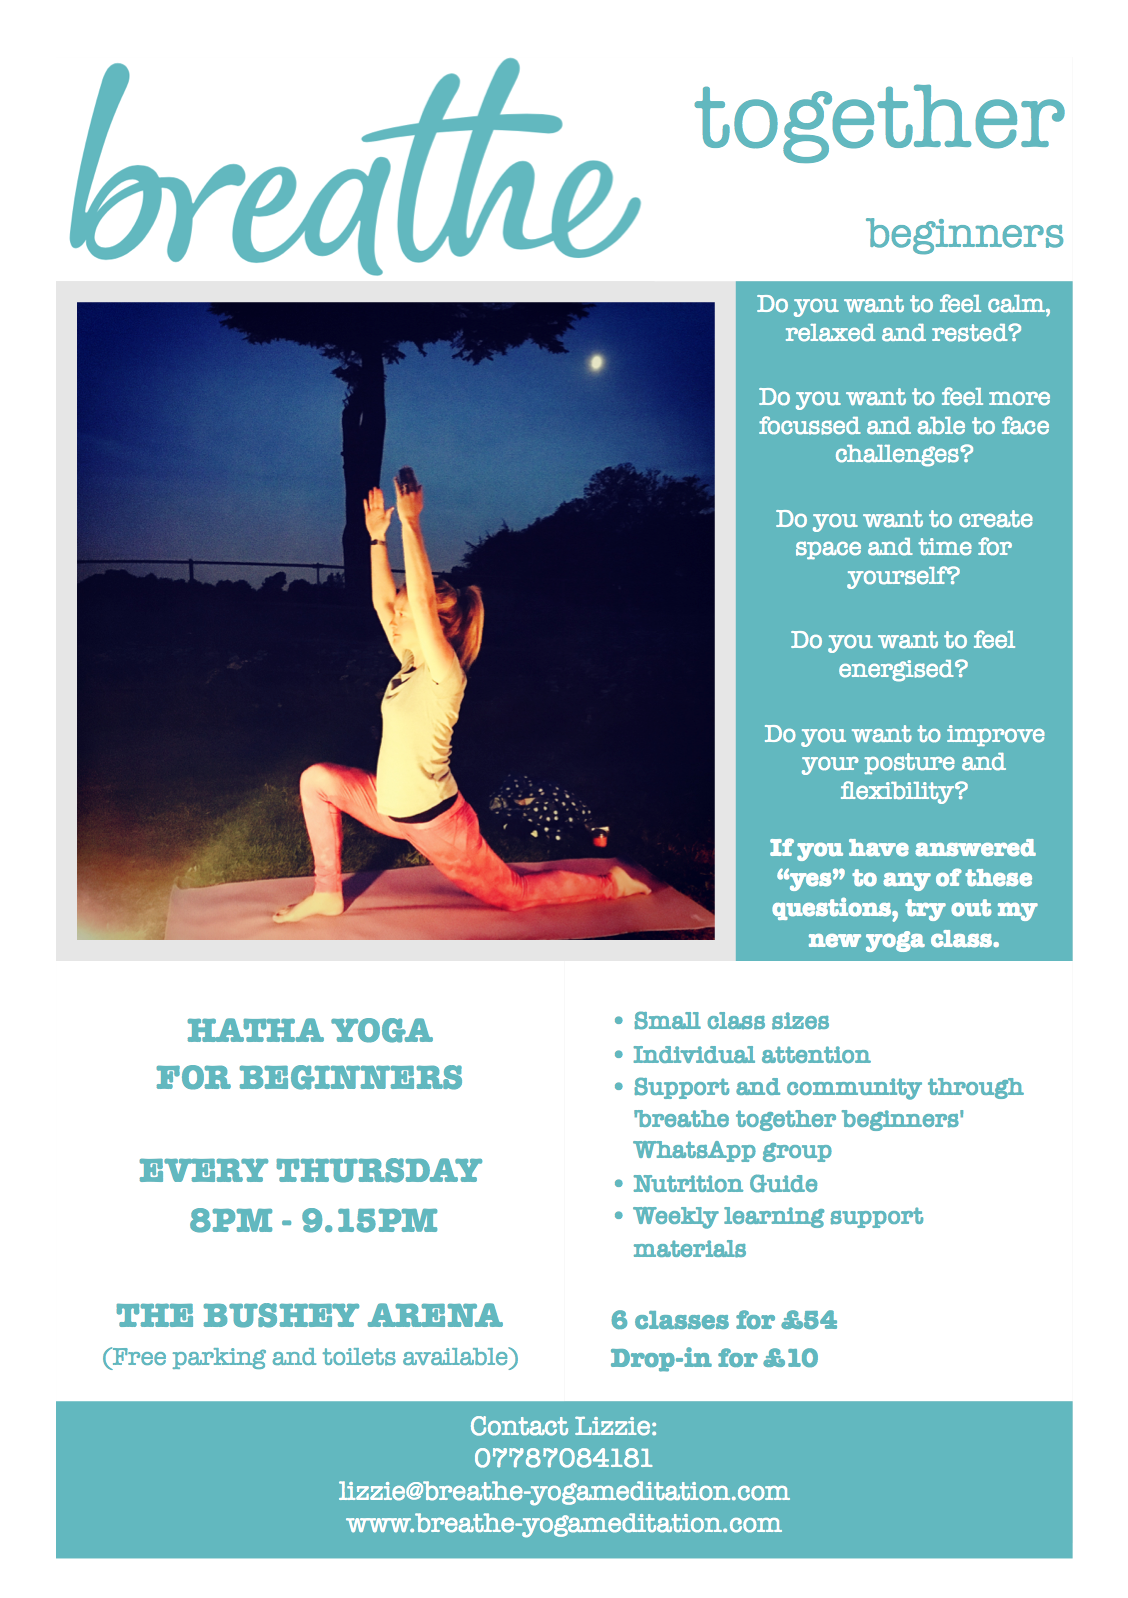 breathe
together
beginners
Do you want to feel calm,
relaxed and rested?
Do you want to feel more
focussed and able to face
challenges?
Do you want to create
space and time for
yourself?
Do you want to feel
energised?
Do you want to improve
your posture and
flexibility?
If you have answered
“yes” to any of these
questions, try out my
new yoga class.
HATHA YOGA
FOR BEGINNERS
EVERY THURSDAY
8PM - 9.15PM
THE BUSHEY ARENA
(Free parking and toilets available)
• Small class sizes
• Individual attention
• Support and community through
'breathe together beginners'
WhatsApp group
• Nutrition Guide
• Weekly learning support
materials
6 classes for £54
Drop-in for £10
Contact Lizzie:
07787084181
lizzie@breathe-yogameditation.com
www.breathe-yogameditation.com